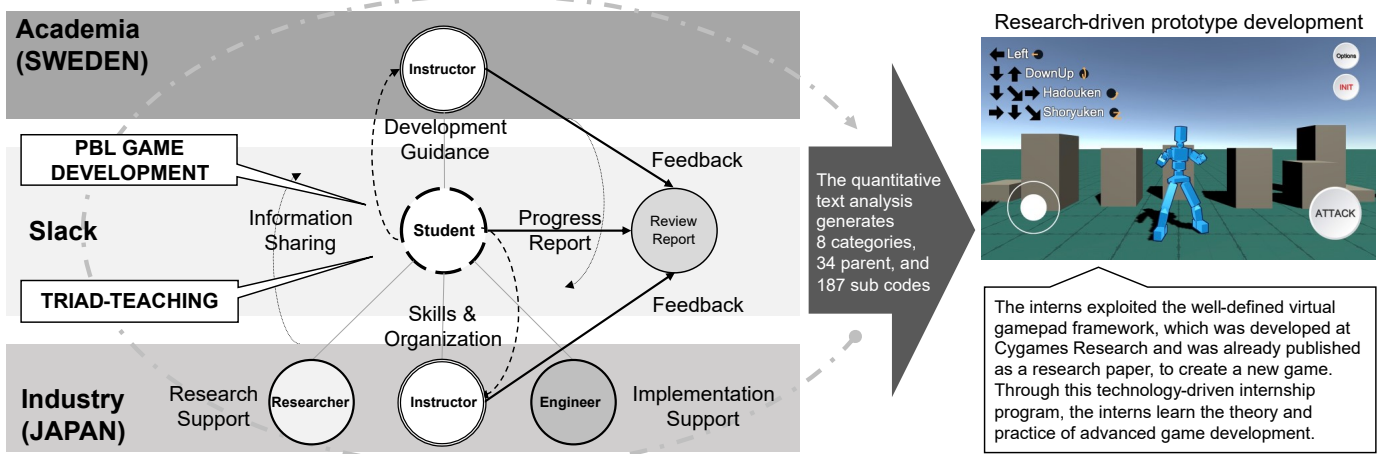 Academia
(SWEDEN)
Instructor
Development
Guidance
PBL GAME
DEVELOPMENT
Feedback
Slack
Information
Sharing
Student
Progress
Report
Review
Report
TRIAD-TEACHING
Skills &
Organization
Feedback
Industry
(JAPAN)
Research
Support
Researcher
Instructor
Engineer
Implementation
Support
The quantitative
text analysis
generates
8 categories,
34 parent, and
187 sub codes
Research-driven prototype development
Left
DownUp
Hadouken
Shoryuken
Options
INIT
ATTACK
The interns exploited the well-defined virtual
gamepad framework, which was developed at
Cygames Research and was already published
as a research paper, to create a new game.
Through this technology-driven internship
program, the interns learn the theory and
practice of advanced game development.